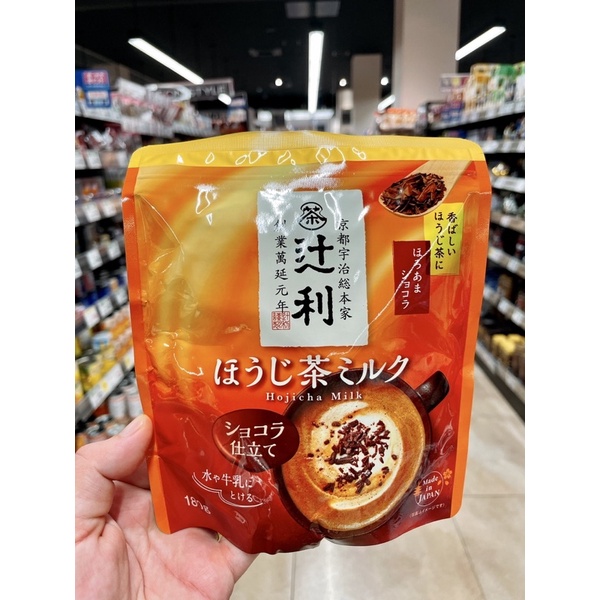 茶
辻利
京都宇治総本家
創業萬延元年
香ばしい
ほうじ茶に
ほろあま
ショコラ
ほうじ茶ミルク
Hojicha Milk
ショコラ
仕立て
水や牛乳に
とける
Made
in
JAPAN